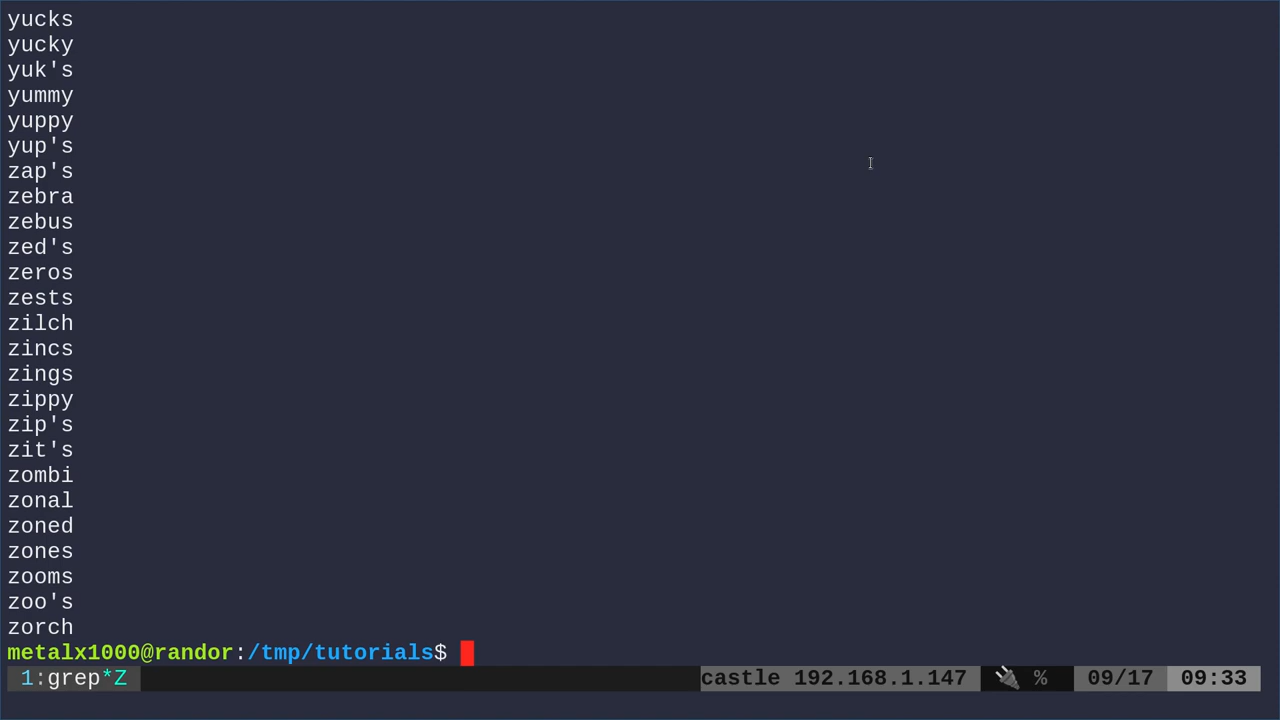 yucks
yucky
yuk's
yummy
yuppy
yup's
zap's
zebra
zebus
zed's
zeros
zests
zilch
zincs
zings
zippy
zip's
zit's
zombi
zonal
zoned
zones
zooms
zoo's
zorch
metalx1000@randor:/tmp/tutorials$
1:grep*Z castle 192.168.1.147 🔌 % 09/17 09:33